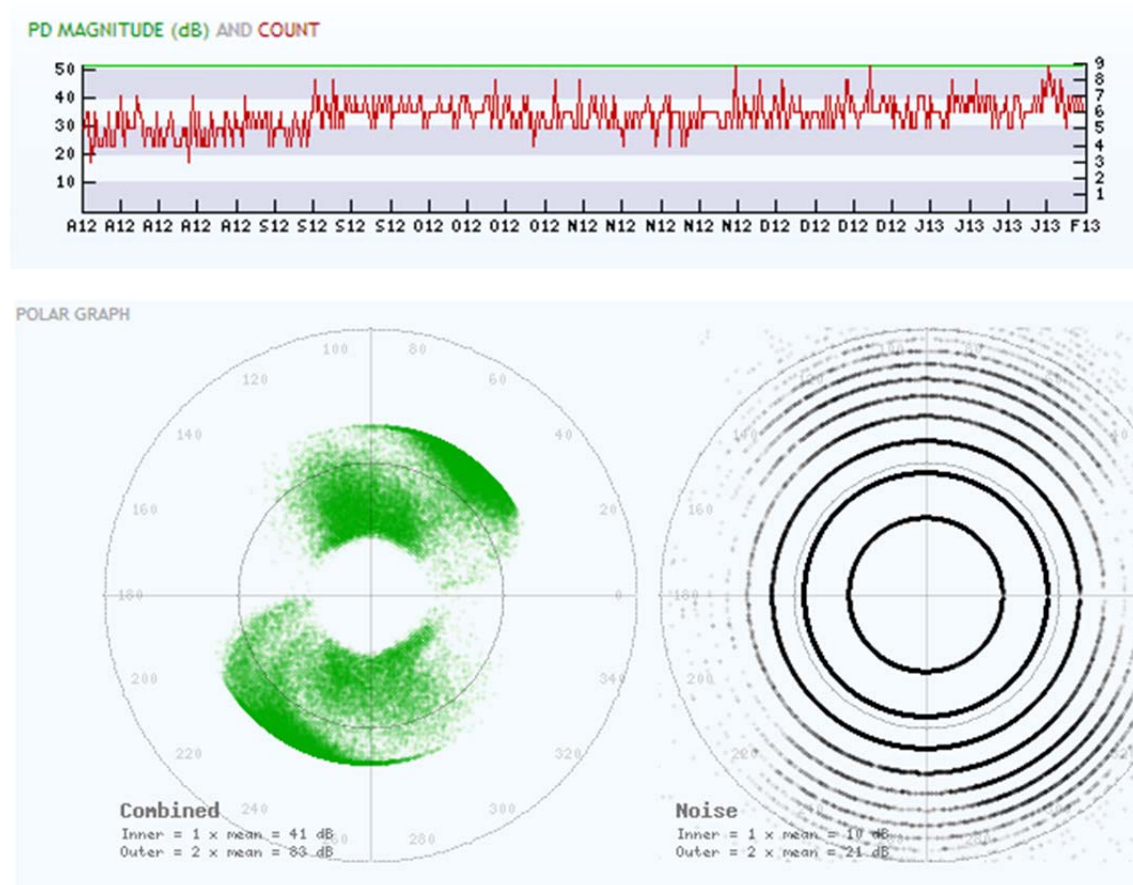 PD MAGNITUDE (dB) AND COUNT
50 9
8
40 7
6
30 5
20 4
3
10 2
1
A12 A12 A12 A12 A12 S12 S12 S12 S12 O12 O12 O12 O12 N12 N12 N12 N12 N12 D12 D12 D12 D12 J13 J13 J13 J13 F13
POLAR GRAPH
100 80
120 60
140 40
160 20
180 0
200 340
220 320
240 300
260 280
Combined
Inner = 1 x mean = 41 dB
Outer = 2 x mean = 83 dB
160
180
200
220
Noise
Inner = 1 x mean = 10 dB
Outer = 2 x mean = 21 dB